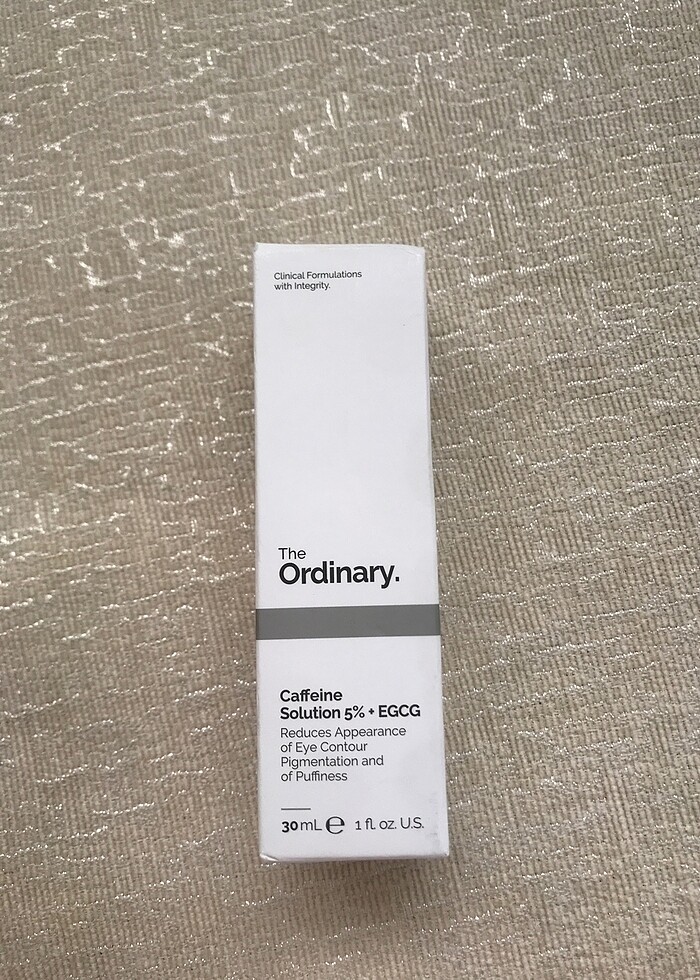 Clinical Formulations
with Integrity.
The
Ordinary.
Caffeine
Solution 5% + EGCG
Reduces Appearance
of Eye Contour
Pigmentation and
of Puffiness
30 mL ℮ 1 fl. oz. U.S.